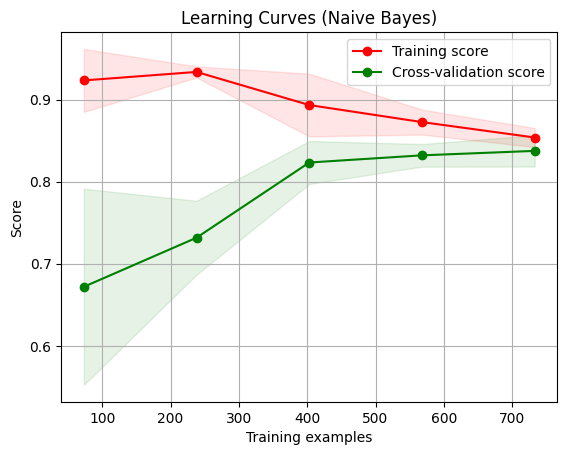 Learning Curves (Naive Bayes)
Training score
Cross-validation score
0.9
0.8
0.7
0.6
Score
100 200 300 400 500 600 700
Training examples